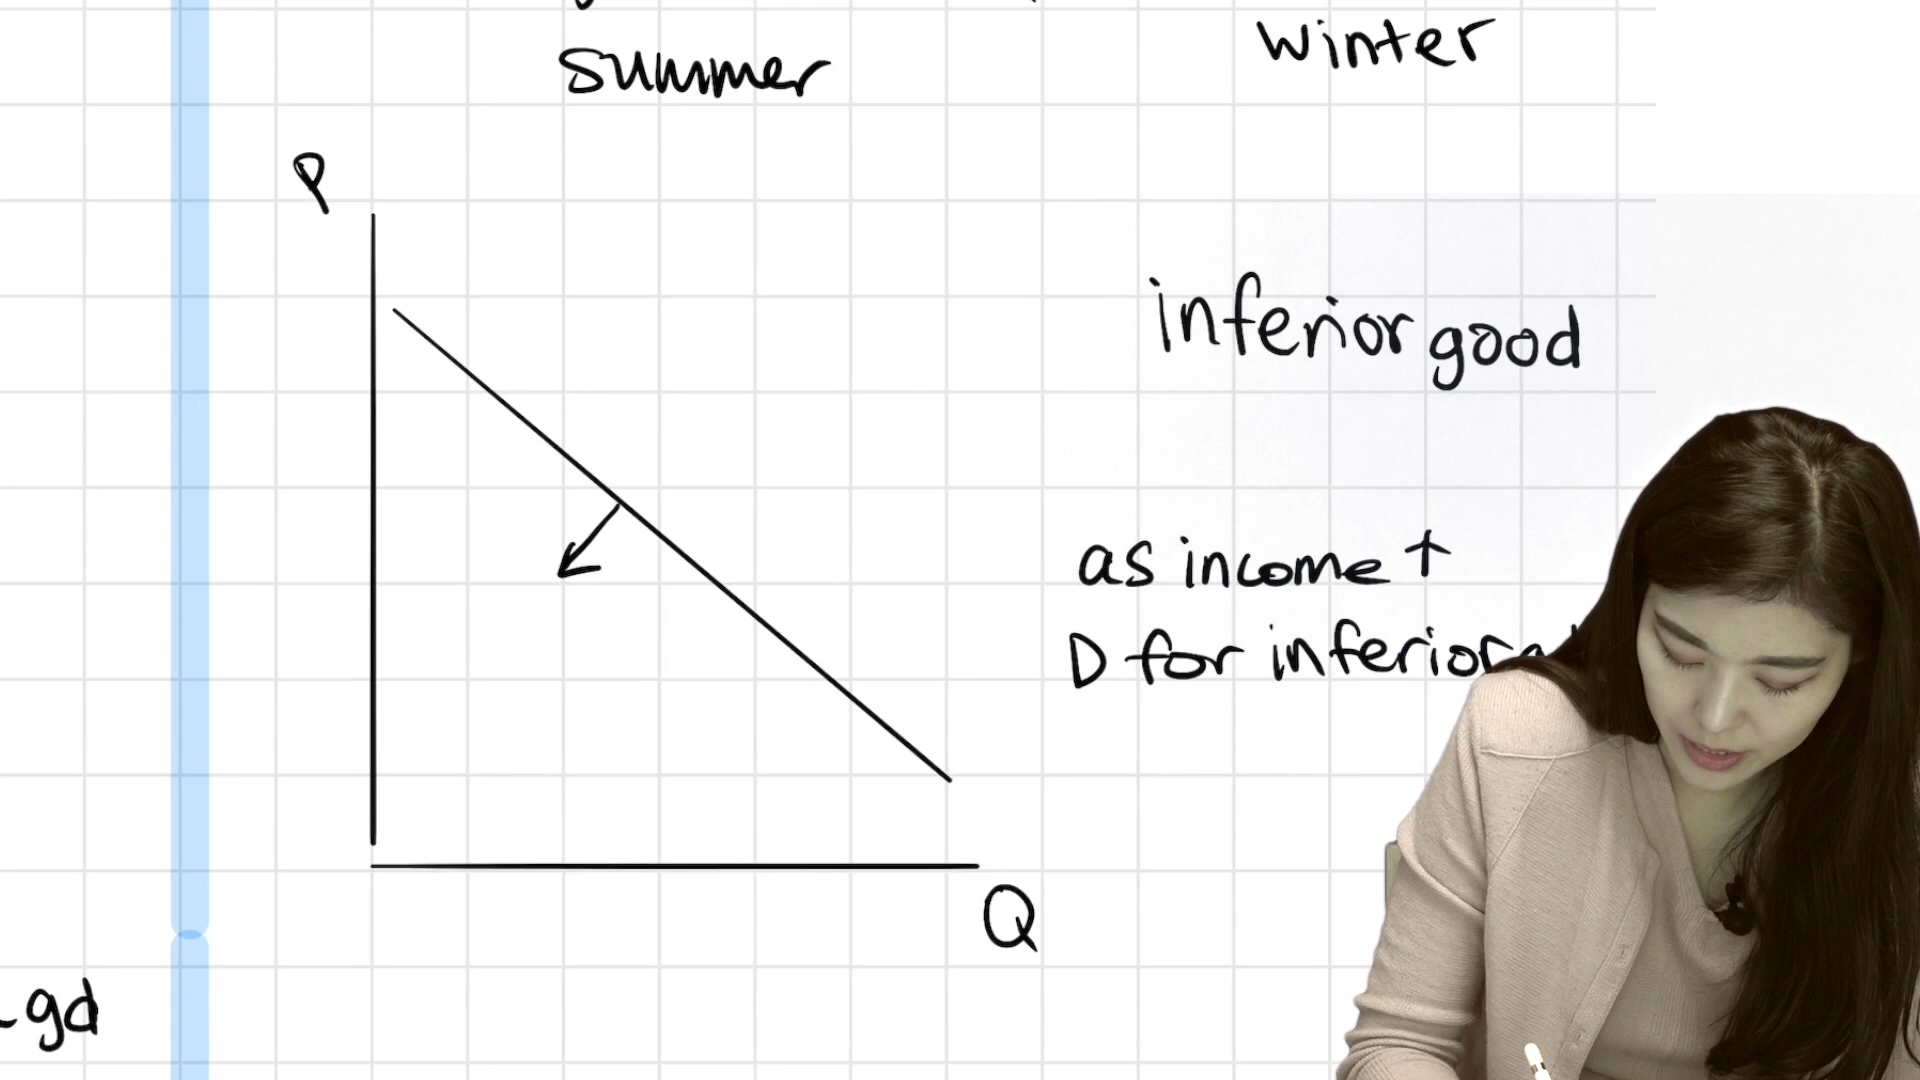 summer
winter
P
inferior good
as income ↑
D for inferior
Q
gd